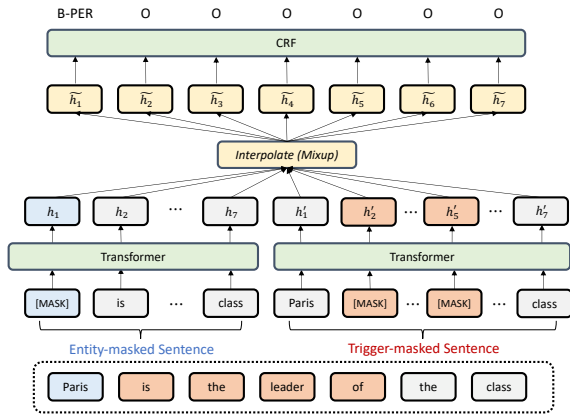 B-PER O O O O O O
CRF
h̃₁ h̃₂ h̃₃ h̃₄ h̃₅ h̃₆ h̃₇
Interpolate (Mixup)
h₁ h₂ ... h₇ h′₁ h′₂ ... h′₅ ... h′₇
Transformer Transformer
[MASK] is ... class Paris [MASK] ... [MASK] ... class
Entity-masked Sentence Trigger-masked Sentence
Paris is the leader of the class